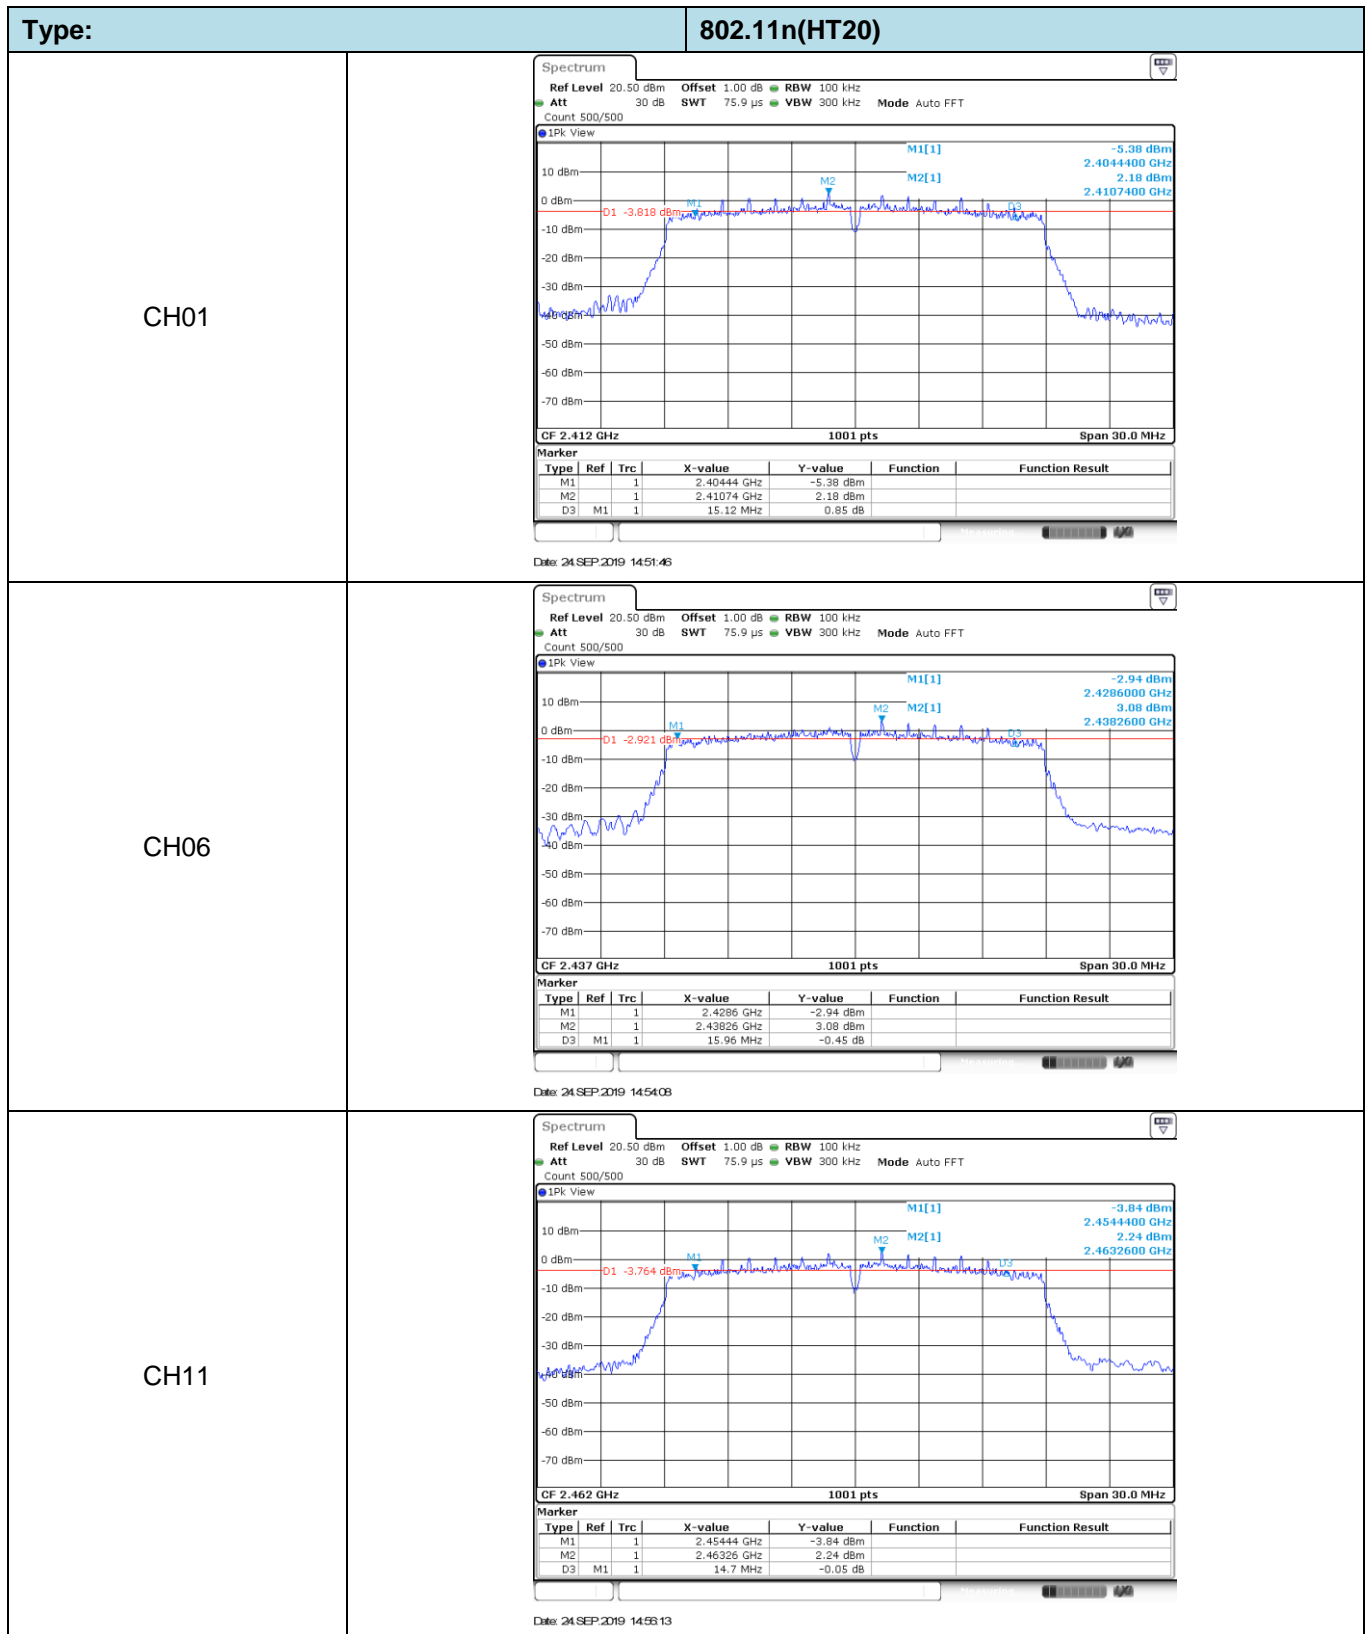 Type: 802.11n(HT20)
CH01
Spectrum
Ref Level 20.50 dBm Offset 1.00 dB RBW 100 kHz
Att 30 dB SWT 75.9 µs VBW 300 kHz Mode Auto FFT
Count 500/500
1Pk View
M1[1] -5.38 dBm
2.4044400 GHz
10 dBm
M2 M2[1] 2.18 dBm
2.4107400 GHz
0 dBm
M1 D3
D1 -3.818 dBm
-10 dBm
-20 dBm
-30 dBm
-40 dBm
-50 dBm
-60 dBm
-70 dBm
CF 2.412 GHz 1001 pts Span 30.0 MHz
Marker
Type Ref Trc X-value Y-value Function Function Result
M1 1 2.40444 GHz -5.38 dBm
M2 1 2.41074 GHz 2.18 dBm
D3 M1 1 15.12 MHz 0.85 dB
Date: 24.SEP.2019 14:51:46
CH06
Spectrum
Ref Level 20.50 dBm Offset 1.00 dB RBW 100 kHz
Att 30 dB SWT 75.9 µs VBW 300 kHz Mode Auto FFT
Count 500/500
1Pk View
M1[1] -2.94 dBm
2.4286000 GHz
10 dBm
M2 M2[1] 3.08 dBm
2.4382600 GHz
0 dBm
M1 D3
D1 -2.921 dBm
-10 dBm
-20 dBm
-30 dBm
-40 dBm
-50 dBm
-60 dBm
-70 dBm
CF 2.437 GHz 1001 pts Span 30.0 MHz
Marker
Type Ref Trc X-value Y-value Function Function Result
M1 1 2.4286 GHz -2.94 dBm
M2 1 2.43826 GHz 3.08 dBm
D3 M1 1 15.96 MHz -0.45 dB
Date: 24.SEP.2019 14:54:08
CH11
Spectrum
Ref Level 20.50 dBm Offset 1.00 dB RBW 100 kHz
Att 30 dB SWT 75.9 µs VBW 300 kHz Mode Auto FFT
Count 500/500
1Pk View
M1[1] -3.84 dBm
2.4544400 GHz
10 dBm
M2 M2[1] 2.24 dBm
2.4632600 GHz
0 dBm
M1 D3
D1 -3.764 dBm
-10 dBm
-20 dBm
-30 dBm
-40 dBm
-50 dBm
-60 dBm
-70 dBm
CF 2.462 GHz 1001 pts Span 30.0 MHz
Marker
Type Ref Trc X-value Y-value Function Function Result
M1 1 2.45444 GHz -3.84 dBm
M2 1 2.46326 GHz 2.24 dBm
D3 M1 1 14.7 MHz -0.05 dB
Date: 24.SEP.2019 14:56:13